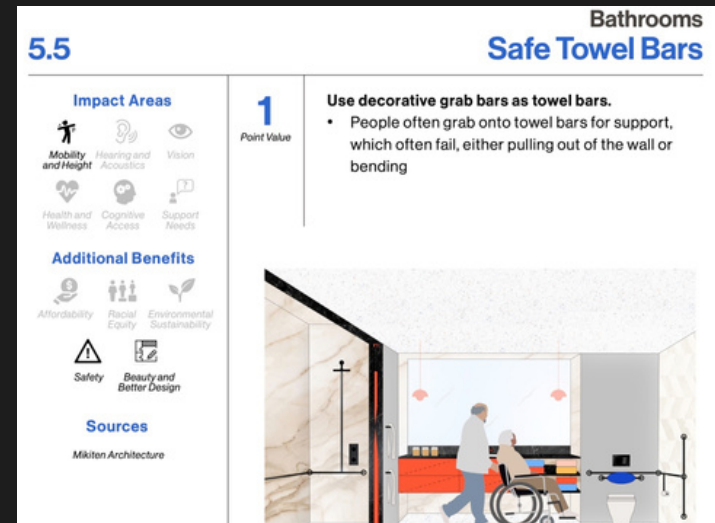 Bathrooms
5.5
Safe Towel Bars
Impact Areas
Mobility and Height
Hearing and Acoustics
Vision
Health and Wellness
Cognitive Access
Support Needs
Additional Benefits
Affordability
Racial Equity
Environmental Sustainability
Safety
Beauty and Better Design
Sources
Mikiten Architecture
1
Point Value
Use decorative grab bars as towel bars.
• People often grab onto towel bars for support,
which often fail, either pulling out of the wall or
bending